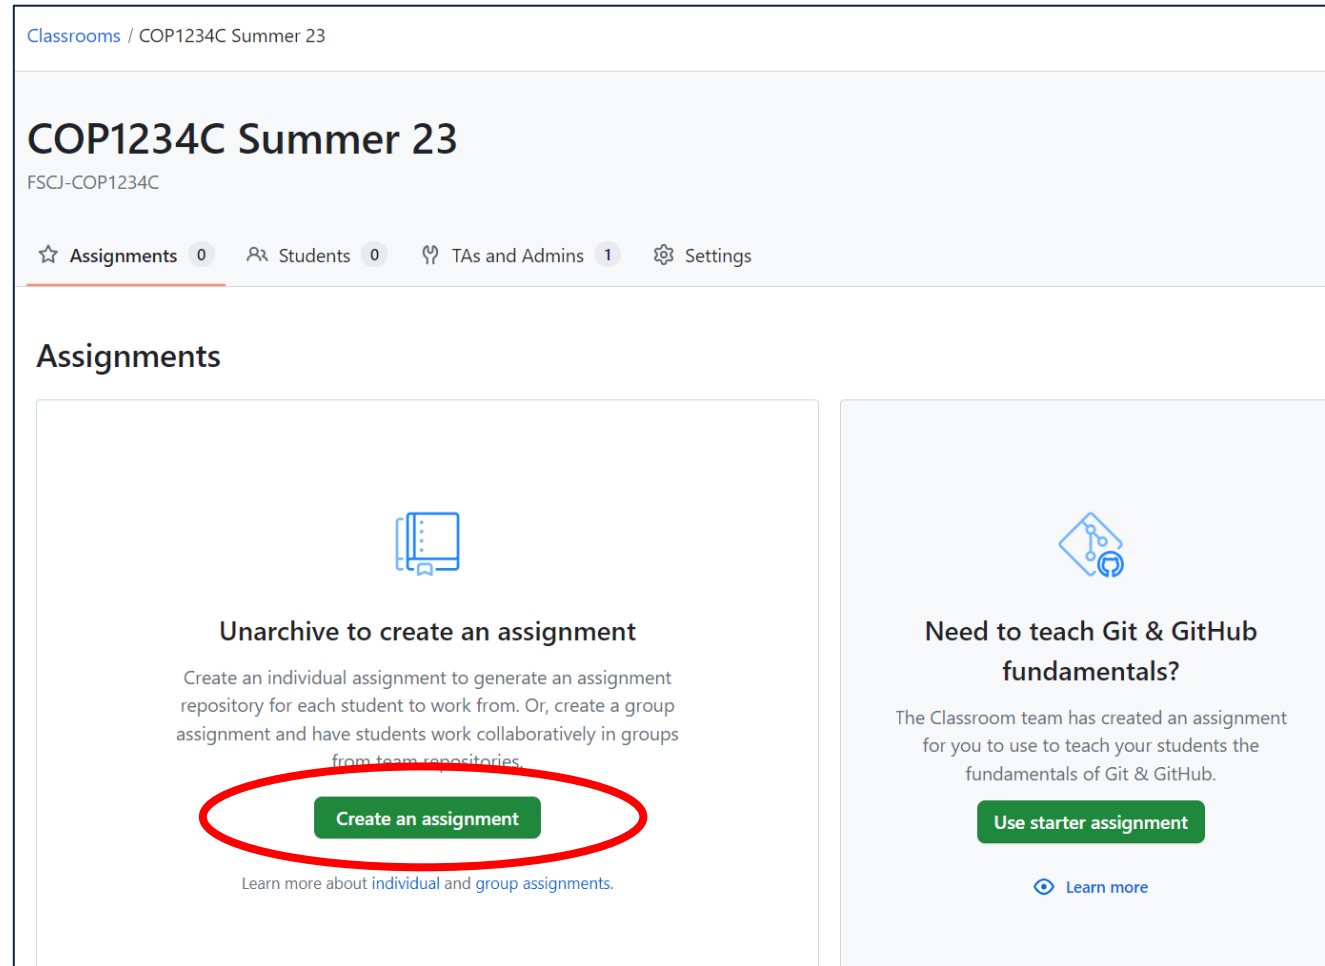 Classrooms / COP1234C Summer 23
COP1234C Summer 23
FSCJ-COP1234C
Assignments 0 Students 0 TAs and Admins 1 Settings
Assignments
Unarchive to create an assignment
Create an individual assignment to generate an assignment
repository for each student to work from. Or, create a group
assignment and have students work collaboratively in groups
from team repositories.
Create an assignment
Learn more about individual and group assignments.
Need to teach Git & GitHub
fundamentals?
The Classroom team has created an assignment
for you to use to teach your students the
fundamentals of Git & GitHub.
Use starter assignment
Learn more